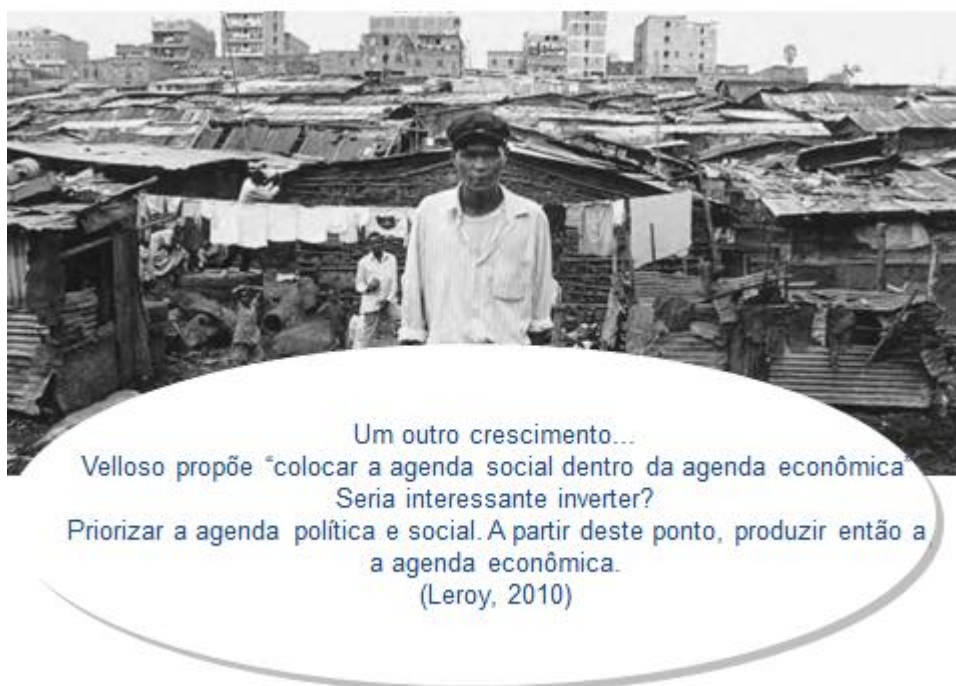 Um outro crescimento...
Velloso propõe “colocar a agenda social dentro da agenda econômica”
Seria interessante inverter?
Priorizar a agenda política e social. A partir deste ponto, produzir então a
a agenda econômica.
(Leroy, 2010)